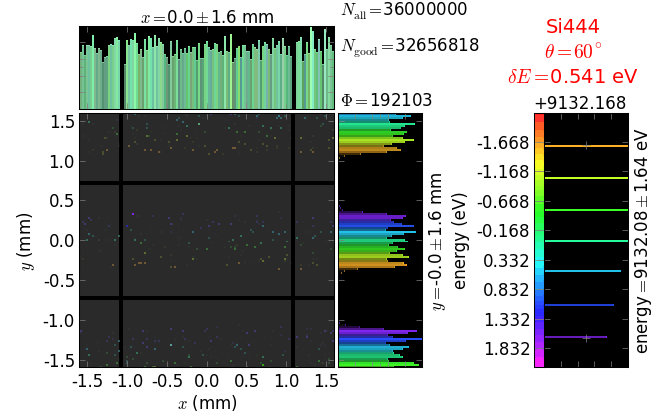 x = 0.0 ± 1.6 mm
N_all = 36000000
N_good = 32656818
Φ = 192103
Si444
θ = 60°
δE = 0.541 eV
+9132.168
1.5
1.0
0.5
0.0
-0.5
-1.0
-1.5
y (mm)
-1.5 -1.0 -0.5 0.0 0.5 1.0 1.5
x (mm)
y = -0.0 ± 1.6 mm
energy (eV)
-1.668
-1.168
-0.668
-0.168
0.332
0.832
1.332
1.832
energy = 9132.08 ± 1.64 eV